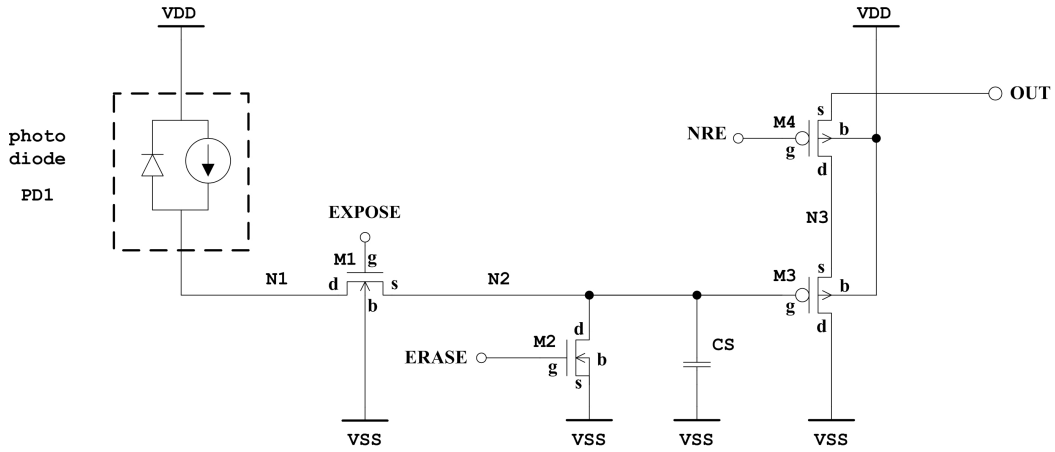 VDD
VDD
s
OUT
photo
diode
PD1
M4
NRE
b
g
d
EXPOSE
N3
M1
g
N1
N2
M3
s
d
s
b
b
g
d
d
M2
CS
ERASE
b
g
s
VSS
VSS
VSS
VSS